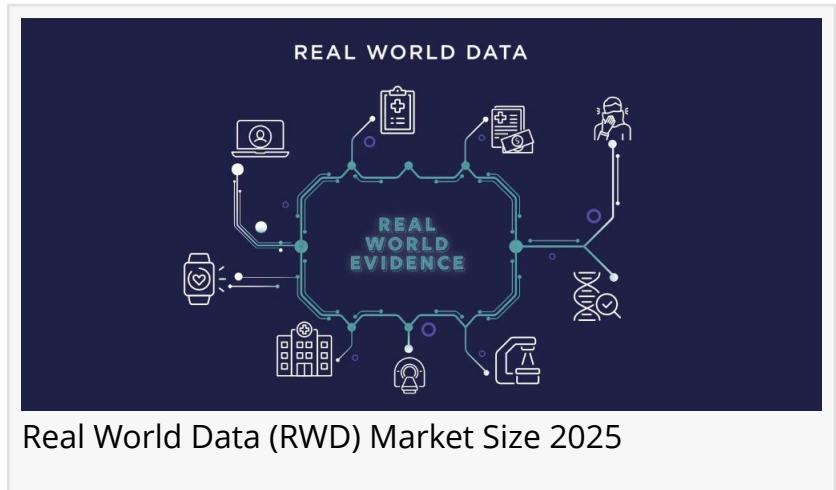 REAL WORLD DATA
REAL
WORLD
EVIDENCE
Real World Data (RWD) Market Size 2025